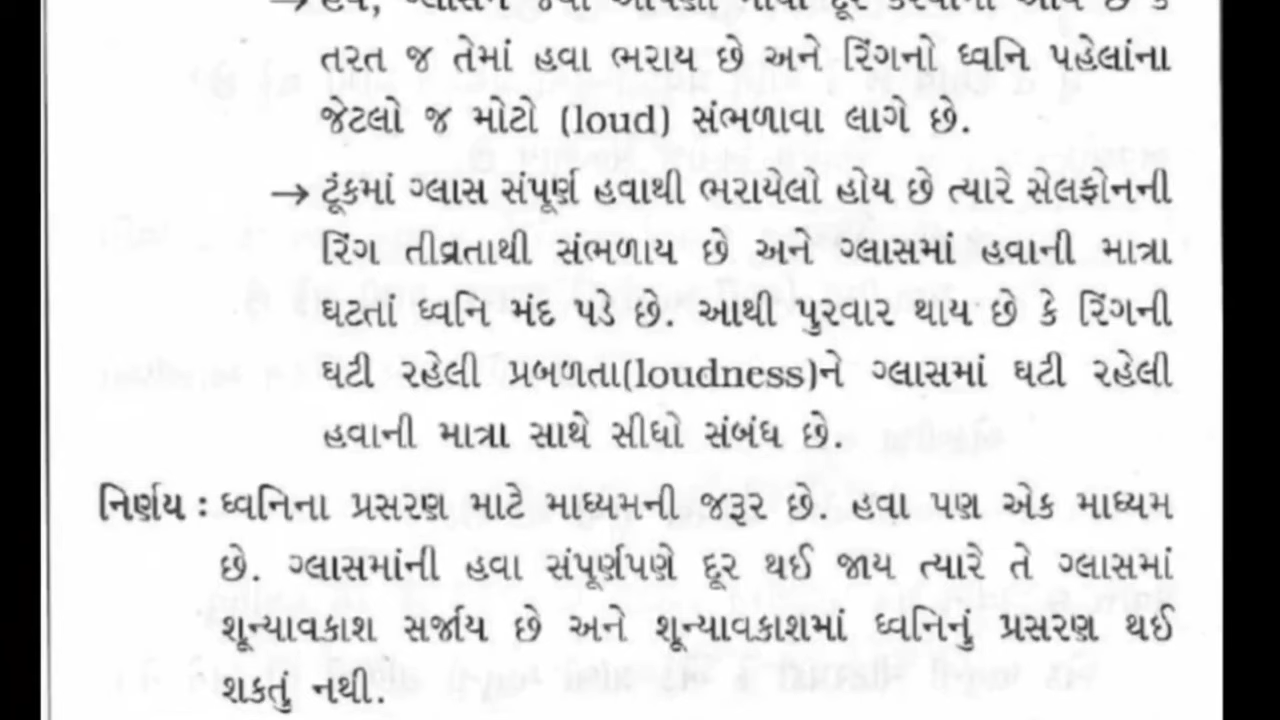 તરત જ તેમાં હવા ભરાય છે અને રિંગનો ધ્વનિ પહેલાંના
જેટલો જ મોટો (loud) સંભળાવા લાગે છે.
→ ટૂંકમાં ગ્લાસ સંપૂર્ણ હવાથી ભરાયેલો હોય છે ત્યારે સેલફોનની
રિંગ તીવ્રતાથી સંભળાય છે અને ગ્લાસમાં હવાની માત્રા
ઘટતાં ધ્વનિ મંદ પડે છે. આથી પુરવાર થાય છે કે રિંગની
ઘટી રહેલી પ્રબળતા(loudness)ને ગ્લાસમાં ઘટી રહેલી
હવાની માત્રા સાથે સીધો સંબંધ છે.
નિર્ણય : ધ્વનિના પ્રસરણ માટે માધ્યમની જરૂર છે. હવા પણ એક માધ્યમ
છે. ગ્લાસમાંની હવા સંપૂર્ણપણે દૂર થઈ જાય ત્યારે તે ગ્લાસમાં
શૂન્યાવકાશ સર્જાય છે અને શૂન્યાવકાશમાં ધ્વનિનું પ્રસરણ થઈ
શકતું નથી.